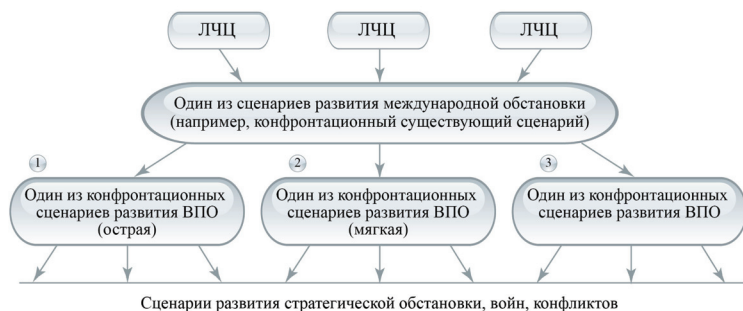 ЛЧЦ
ЛЧЦ
ЛЧЦ
Один из сценариев развития международной обстановки
(например, конфронтационный существующий сценарий)
1
2
3
Один из конфронтационных
сценариев развития ВПО
(острая)
Один из конфронтационных
сценариев развития ВПО
(мягкая)
Один из конфронтационных
сценариев развития ВПО
Сценарии развития стратегической обстановки, войн, конфликтов